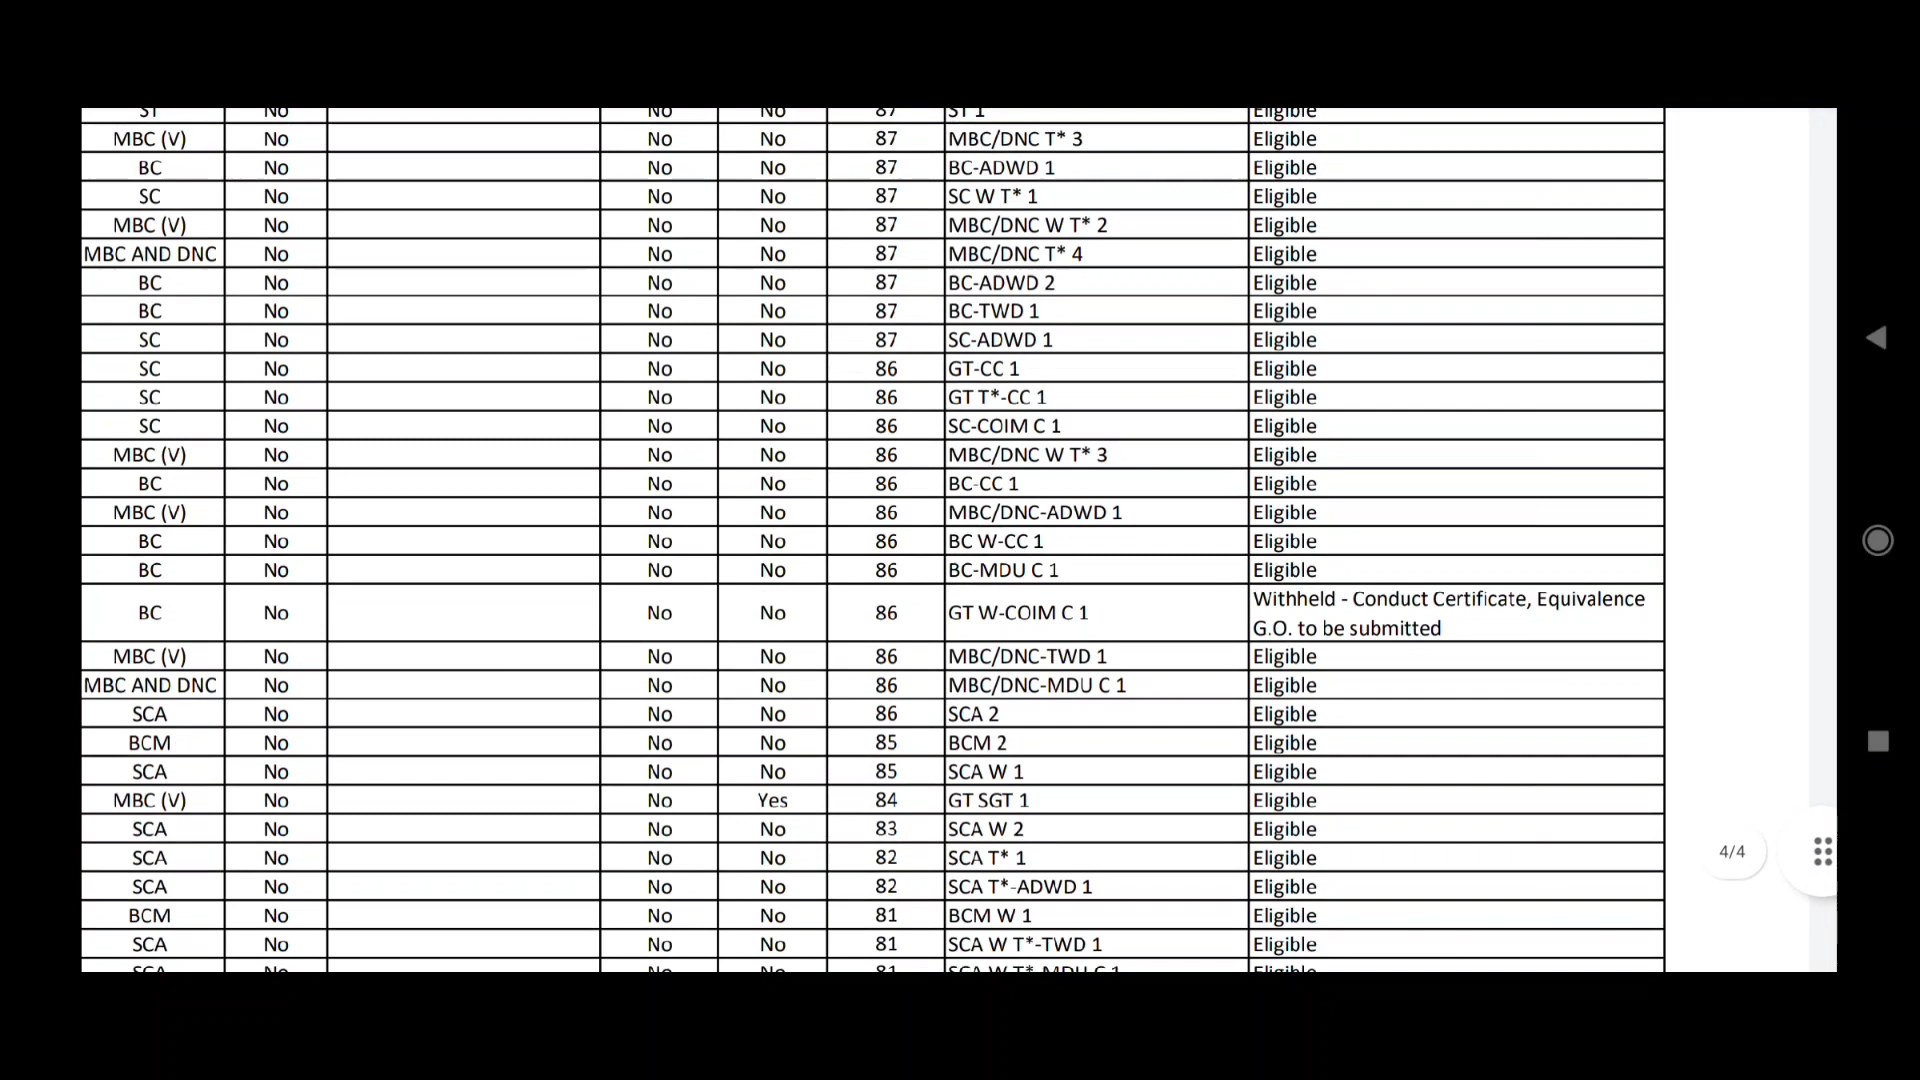 ST No No No 87 ST 1 Eligible
MBC (V) No No No 87 MBC/DNC T* 3 Eligible
BC No No No 87 BC-ADWD 1 Eligible
SC No No No 87 SC W T* 1 Eligible
MBC (V) No No No 87 MBC/DNC W T* 2 Eligible
MBC AND DNC No No No 87 MBC/DNC T* 4 Eligible
BC No No No 87 BC-ADWD 2 Eligible
BC No No No 87 BC-TWD 1 Eligible
SC No No No 87 SC-ADWD 1 Eligible
SC No No No 86 GT-CC 1 Eligible
SC No No No 86 GT T*-CC 1 Eligible
SC No No No 86 SC-COIM C 1 Eligible
MBC (V) No No No 86 MBC/DNC W T* 3 Eligible
BC No No No 86 BC-CC 1 Eligible
MBC (V) No No No 86 MBC/DNC-ADWD 1 Eligible
BC No No No 86 BC W-CC 1 Eligible
BC No No No 86 BC-MDU C 1 Eligible
BC No No No 86 GT W-COIM C 1 Withheld - Conduct Certificate, Equivalence
G.O. to be submitted
MBC (V) No No No 86 MBC/DNC-TWD 1 Eligible
MBC AND DNC No No No 86 MBC/DNC-MDU C 1 Eligible
SCA No No No 86 SCA 2 Eligible
BCM No No No 85 BCM 2 Eligible
SCA No No No 85 SCA W 1 Eligible
MBC (V) No No Yes 84 GT SGT 1 Eligible
SCA No No No 83 SCA W 2 Eligible
SCA No No No 82 SCA T* 1 Eligible
4/4
SCA No No No 82 SCA T*-ADWD 1 Eligible
BCM No No No 81 BCM W 1 Eligible
SCA No No No 81 SCA W T*-TWD 1 Eligible
SCA No No No 81 SCA W T*-MDU C 1 Eligible